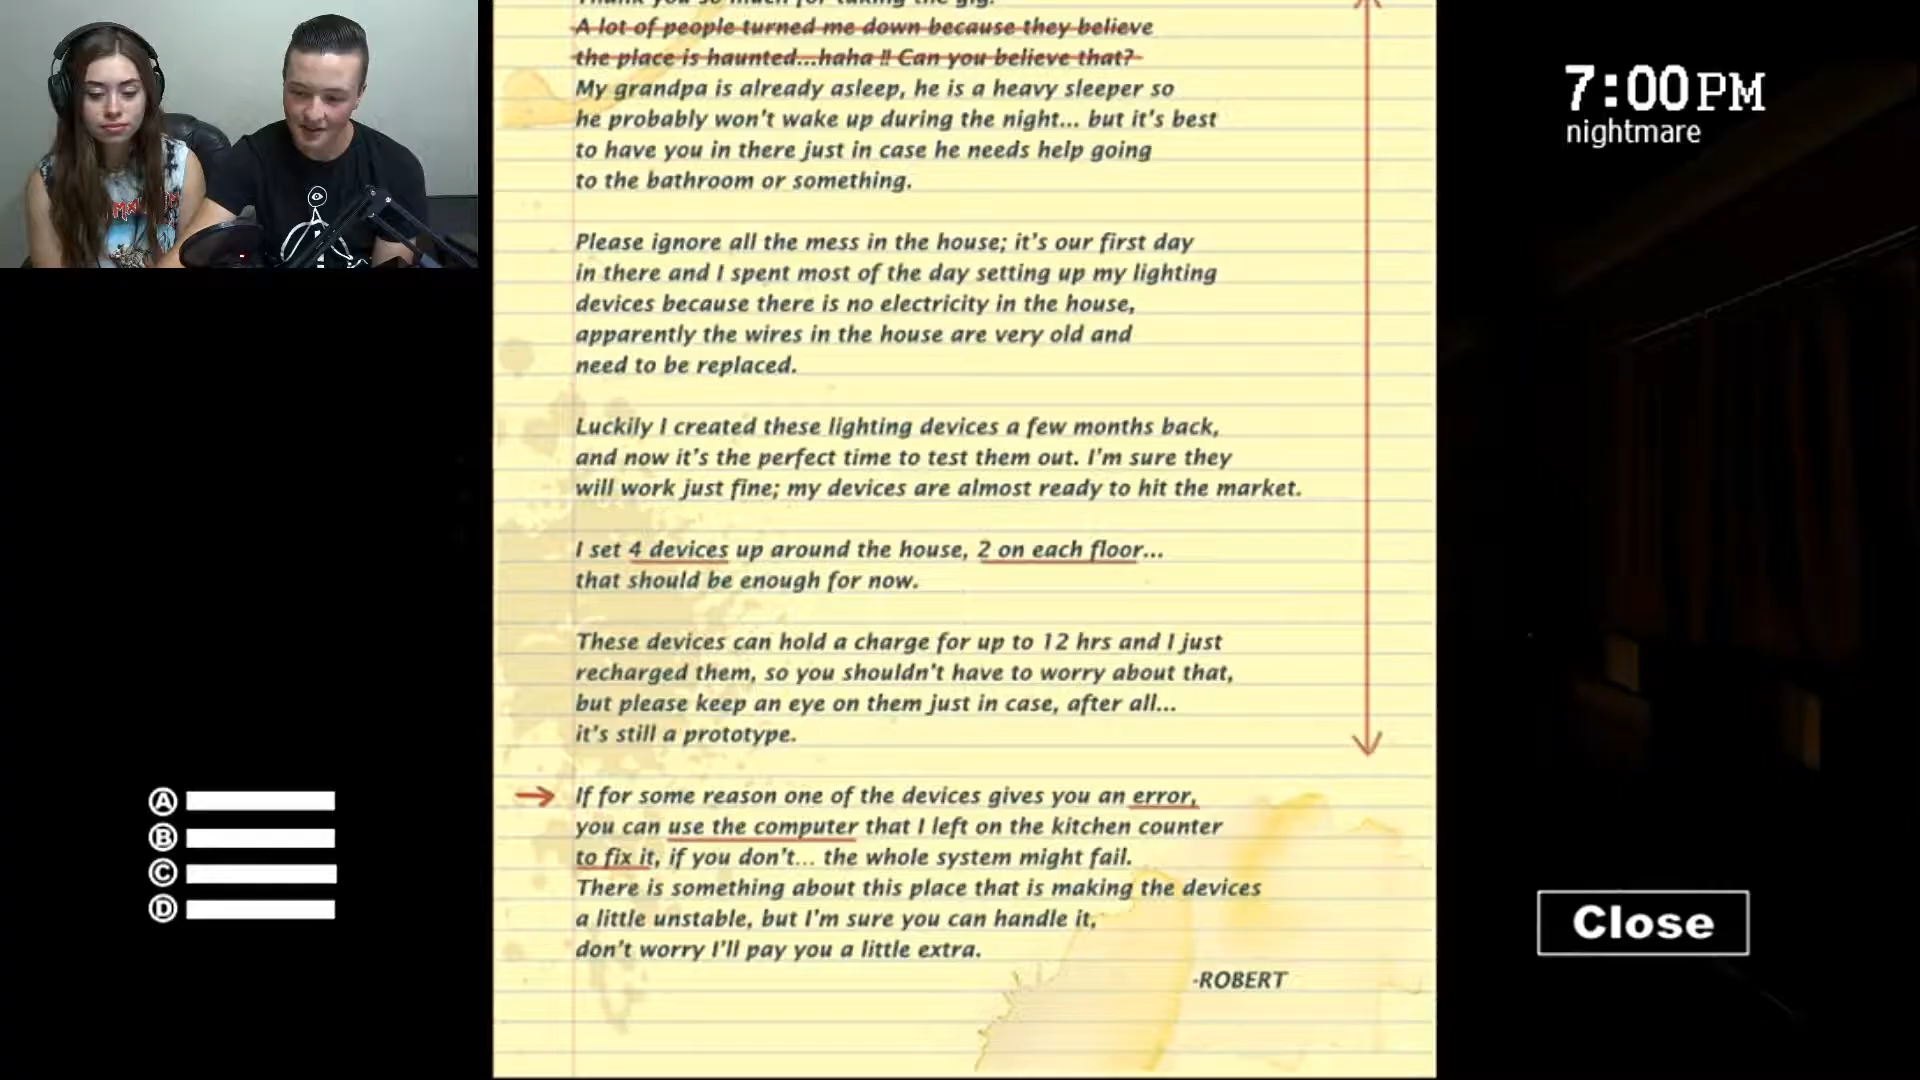 Thank you so much for taking the gig.
A lot of people turned me down because they believe
the place is haunted...haha !! Can you believe that?
My grandpa is already asleep, he is a heavy sleeper so
he probably won't wake up during the night... but it's best
to have you in there just in case he needs help going
to the bathroom or something.
Please ignore all the mess in the house; it's our first day
in there and I spent most of the day setting up my lighting
devices because there is no electricity in the house,
apparently the wires in the house are very old and
need to be replaced.
Luckily I created these lighting devices a few months back,
and now it's the perfect time to test them out. I'm sure they
will work just fine; my devices are almost ready to hit the market.
I set 4 devices up around the house, 2 on each floor...
that should be enough for now.
These devices can hold a charge for up to 12 hrs and I just
recharged them, so you shouldn't have to worry about that,
but please keep an eye on them just in case, after all...
it's still a prototype.
If for some reason one of the devices gives you an error,
you can use the computer that I left on the kitchen counter
to fix it, if you don't... the whole system might fail.
There is something about this place that is making the devices
a little unstable, but I'm sure you can handle it,
don't worry I'll pay you a little extra.
-ROBERT
7:00 PM
nightmare
A
B
C
D
Close